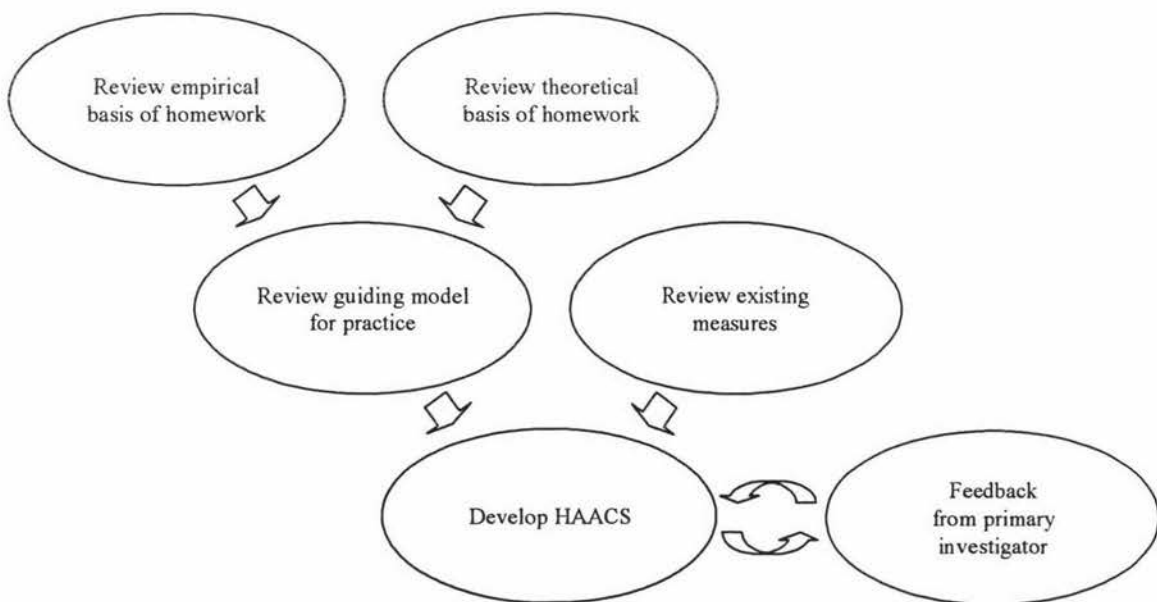 Review empirical
basis of homework
Review theoretical
basis of homework
Review guiding model
for practice
Review existing
measures
Develop HAACS
Feedback
from primary
investigator